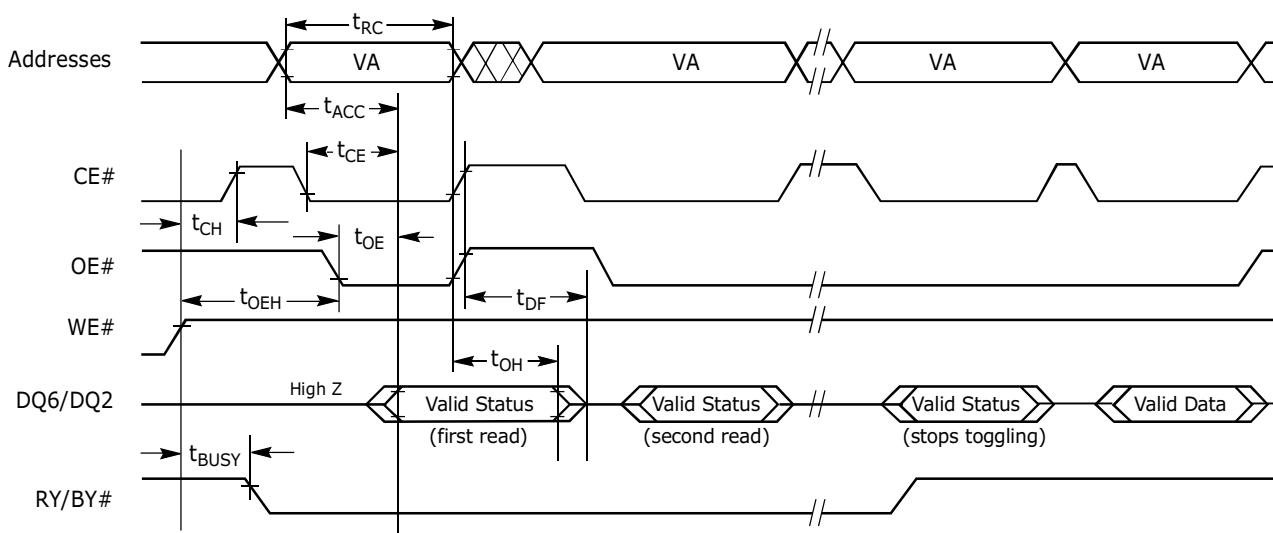 tRC
Addresses VA VA VA VA
tACC
tCE
CE#
tCH
tOE
OE#
tOEH tDF
WE#
tOH
High Z
DQ6/DQ2 Valid Status Valid Status Valid Status Valid Data
(first read) (second read) (stops toggling)
tBUSY
RY/BY#